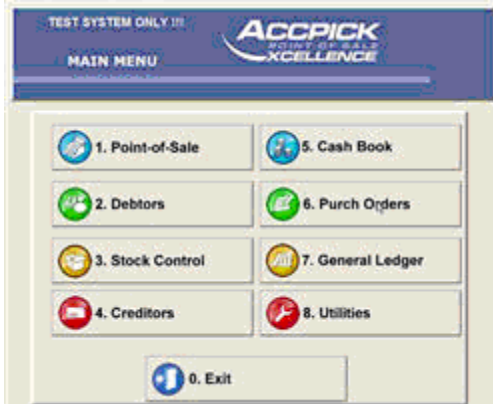 TEST SYSTEM ONLY !!!
ACCPICK
POINT OF SALE
XCELLENCE
MAIN MENU
1. Point-of-Sale
5. Cash Book
2. Debtors
6. Purch Orders
3. Stock Control
7. General Ledger
4. Creditors
8. Utilities
0. Exit